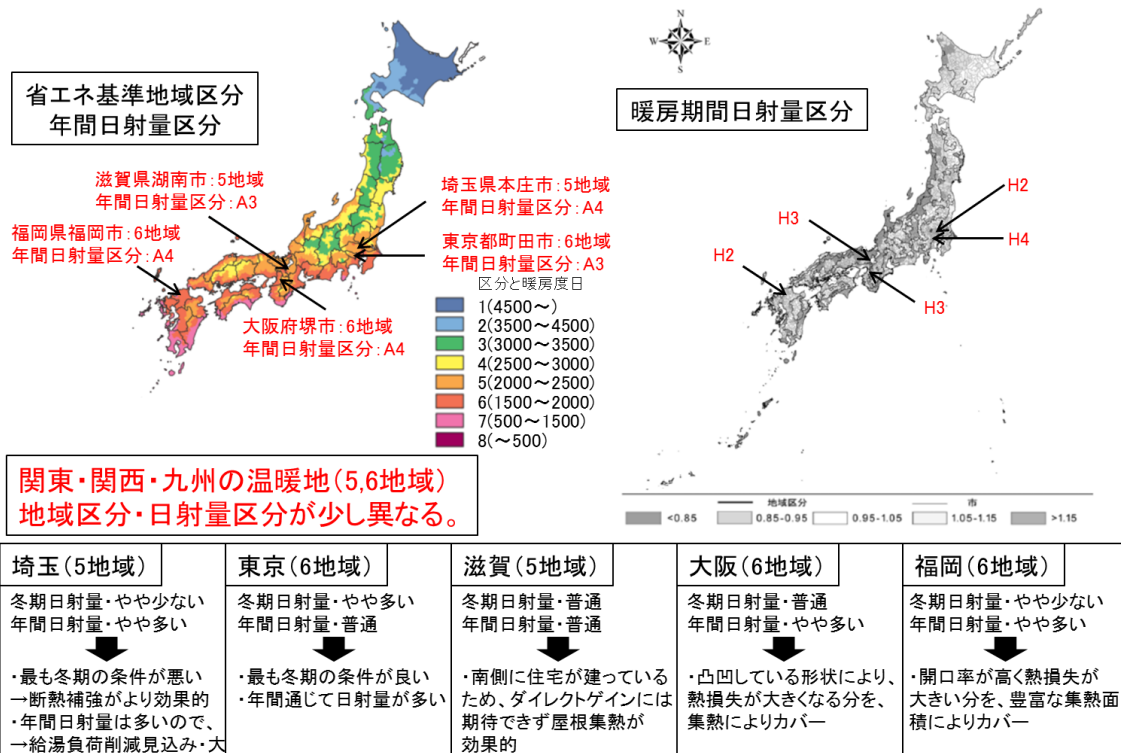 省エネ基準地域区分
年間日射量区分
N
W
E
S
暖房期間日射量区分
滋賀県湖南市：5地域
年間日射量区分：A3
福岡県福岡市：6地域
年間日射量区分：A4
埼玉県本庄市：5地域
年間日射量区分：A4
東京都町田市：6地域
年間日射量区分：A3
大阪府堺市：6地域
年間日射量区分：A4
区分と暖房度日
1(4500～)
2(3500～4500)
3(3000～3500)
4(2500～3000)
5(2000～2500)
6(1500～2000)
7(500～1500)
8(～500)
H2
H3
H4
H2
H3
地域区分
市
<0.85
0.85-0.95
0.95-1.05
1.05-1.15
>1.15
関東・関西・九州の温暖地(5,6地域)
地域区分・日射量区分が少し異なる。
埼玉(5地域)
冬期日射量・やや少ない
年間日射量・やや多い
・最も冬期の条件が悪い
→断熱補強がより効果的
・年間日射量は多いので、
→給湯負荷削減見込み・大
東京(6地域)
冬期日射量・やや多い
年間日射量・普通
・最も冬期の条件が良い
・年間通じて日射量が多い
滋賀(5地域)
冬期日射量・普通
年間日射量・普通
・南側に住宅が建っている
ため、ダイレクトゲインには
期待できず屋根集熱が
効果的
大阪(6地域)
冬期日射量・普通
年間日射量・やや多い
・凸凹している形状により、
熱損失が大きくなる分を、
集熱によりカバー
福岡(6地域)
冬期日射量・やや少ない
年間日射量・やや多い
・開口率が高く熱損失が
大きい分を、豊富な集熱面
積によりカバー